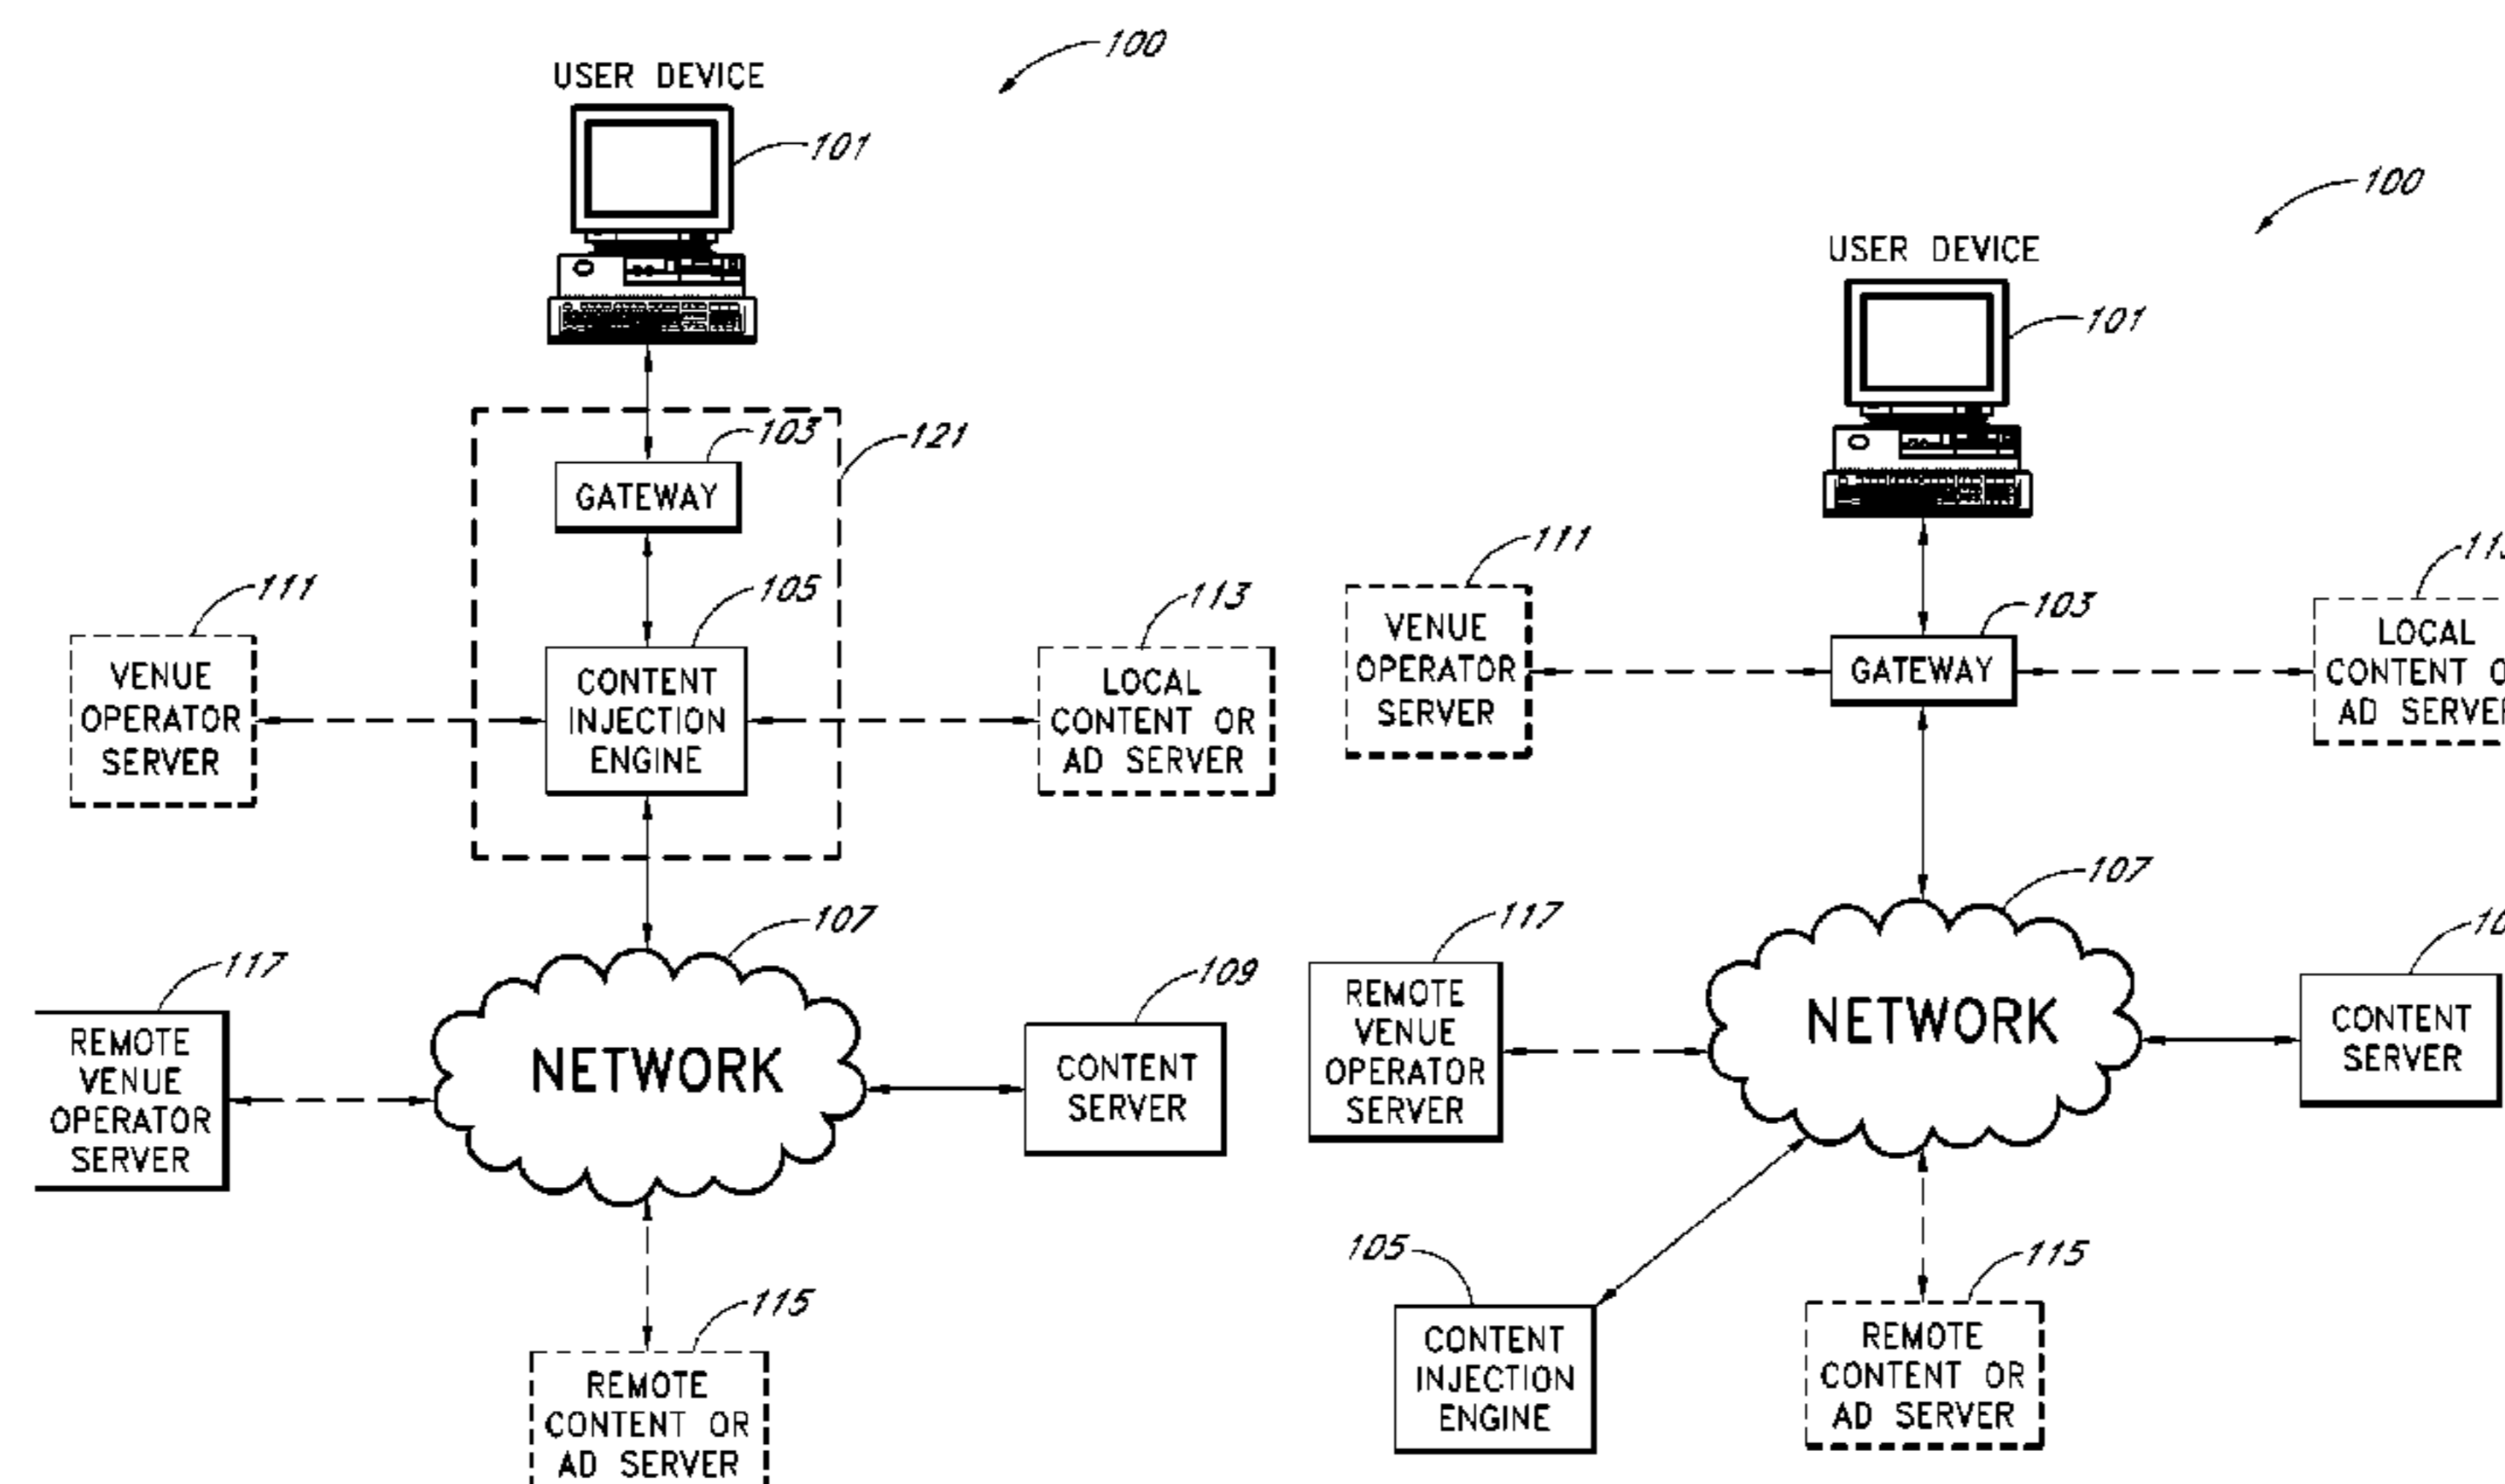 100
USER DEVICE
101
103
121
GATEWAY
111
105
113
VENUE
OPERATOR
SERVER
CONTENT
INJECTION
ENGINE
LOCAL
CONTENT OR
AD SERVER
107
117
109
REMOTE
VENUE
OPERATOR
SERVER
NETWORK
CONTENT
SERVER
115
REMOTE
CONTENT OR
AD SERVER
100
USER DEVICE
101
111
103
VENUE
OPERATOR
SERVER
GATEWAY
LOCAL
CONTENT
AD
107
117
REMOTE
VENUE
OPERATOR
SERVER
NETWORK
CONTENT
SERVER
105
115
CONTENT
INJECTION
ENGINE
REMOTE
CONTENT OR
AD SERVER